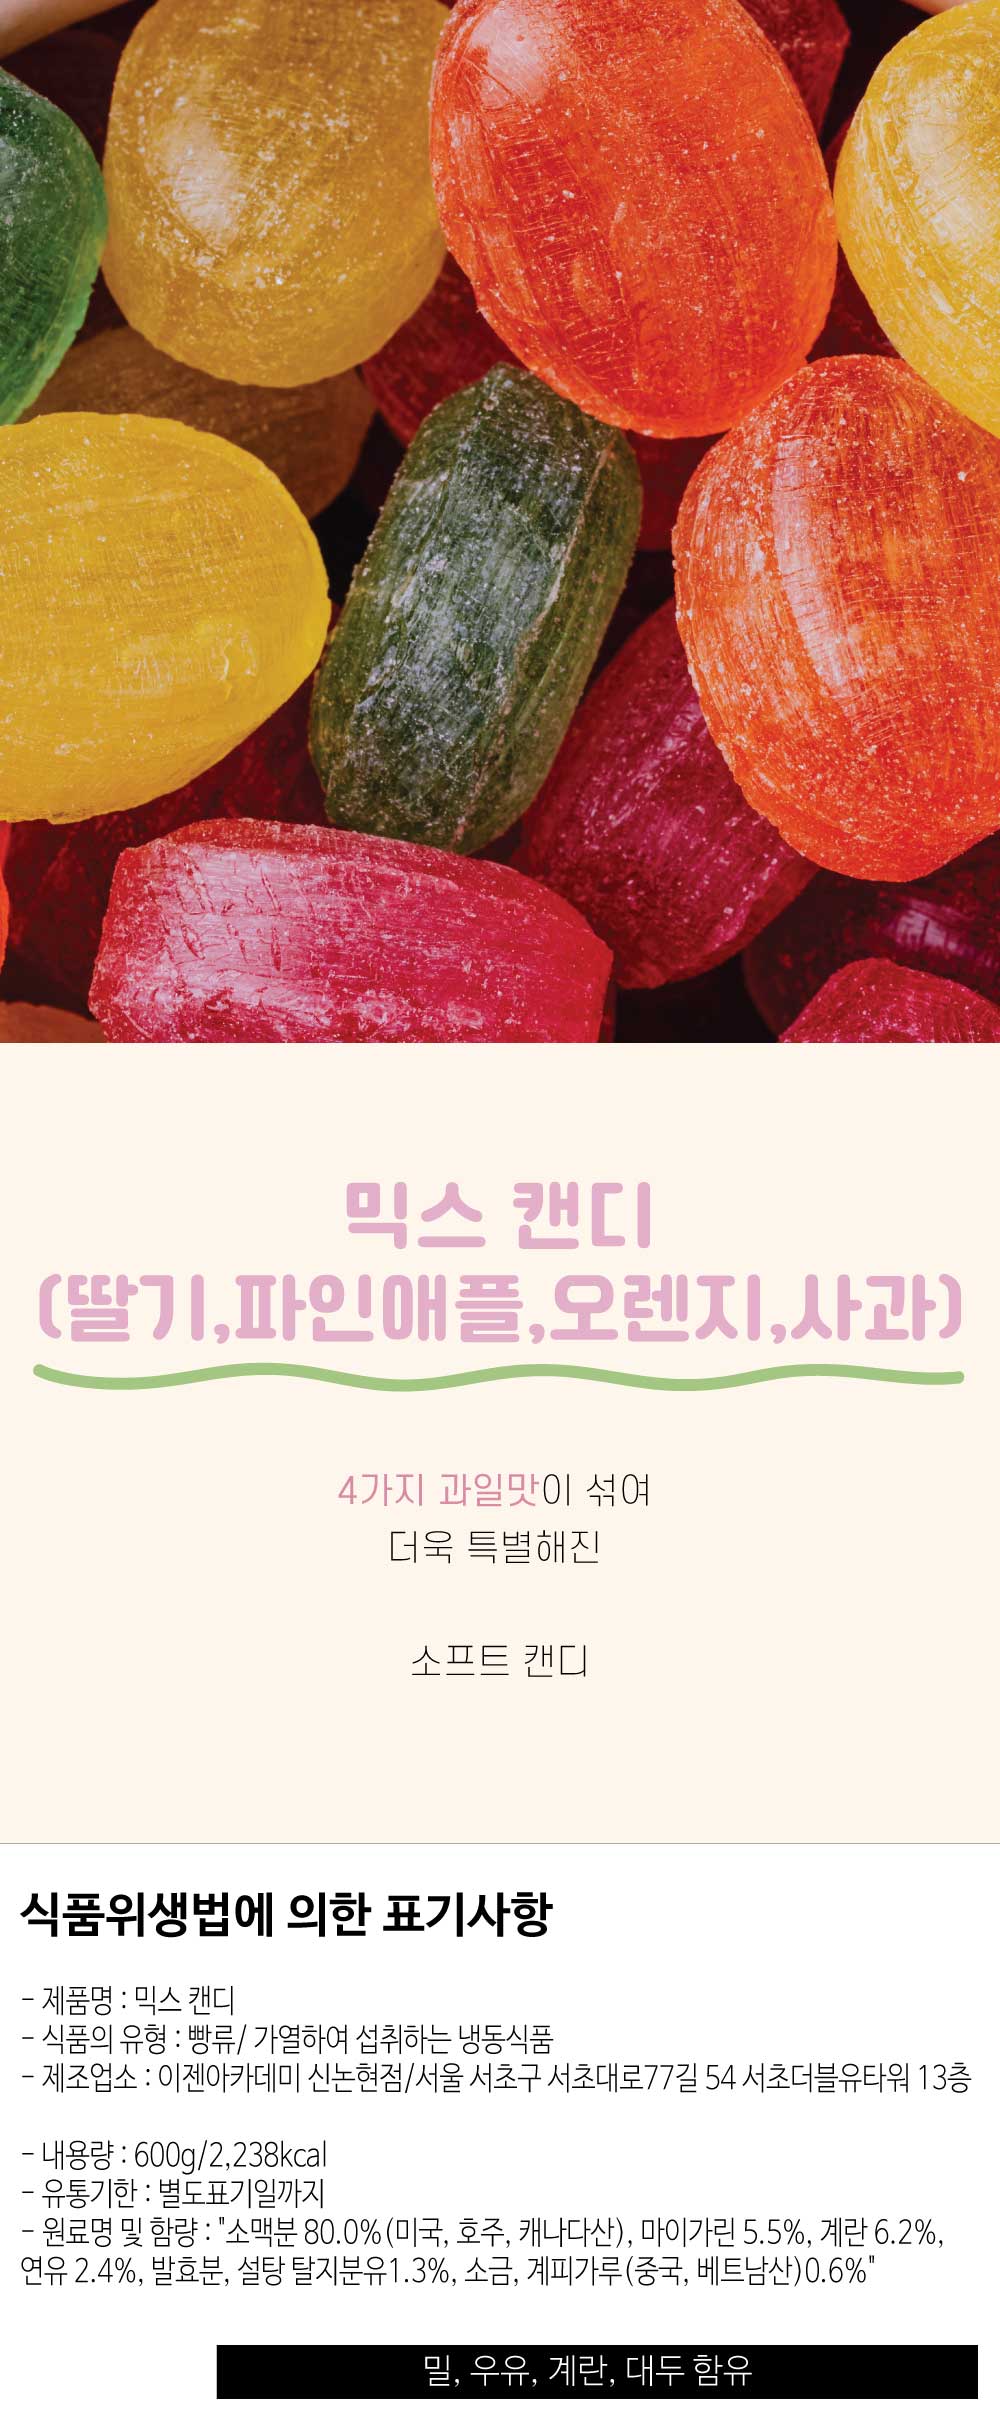 믹스 캔디
(딸기,파인애플,오렌지,사과)
4가지 과일맛이 섞여
더욱 특별해진
소프트 캔디
식품위생법에 의한 표기사항
- 제품명 : 믹스 캔디
- 식품의 유형 : 빵류/ 가열하여 섭취하는 냉동식품
- 제조업소 : 이젠아카데미 신논현점/서울 서초구 서초대로77길 54 서초더블유타워 13층
- 내용량 : 600g/2,238kcal
- 유통기한 : 별도표기일까지
- 원료명 및 함량 : "소맥분 80.0%(미국, 호주, 캐나다산), 마이가린 5.5%, 계란 6.2%,
연유 2.4%, 발효분, 설탕 탈지분유1.3%, 소금, 계피가루(중국, 베트남산)0.6%"
밀, 우유, 계란, 대두 함유